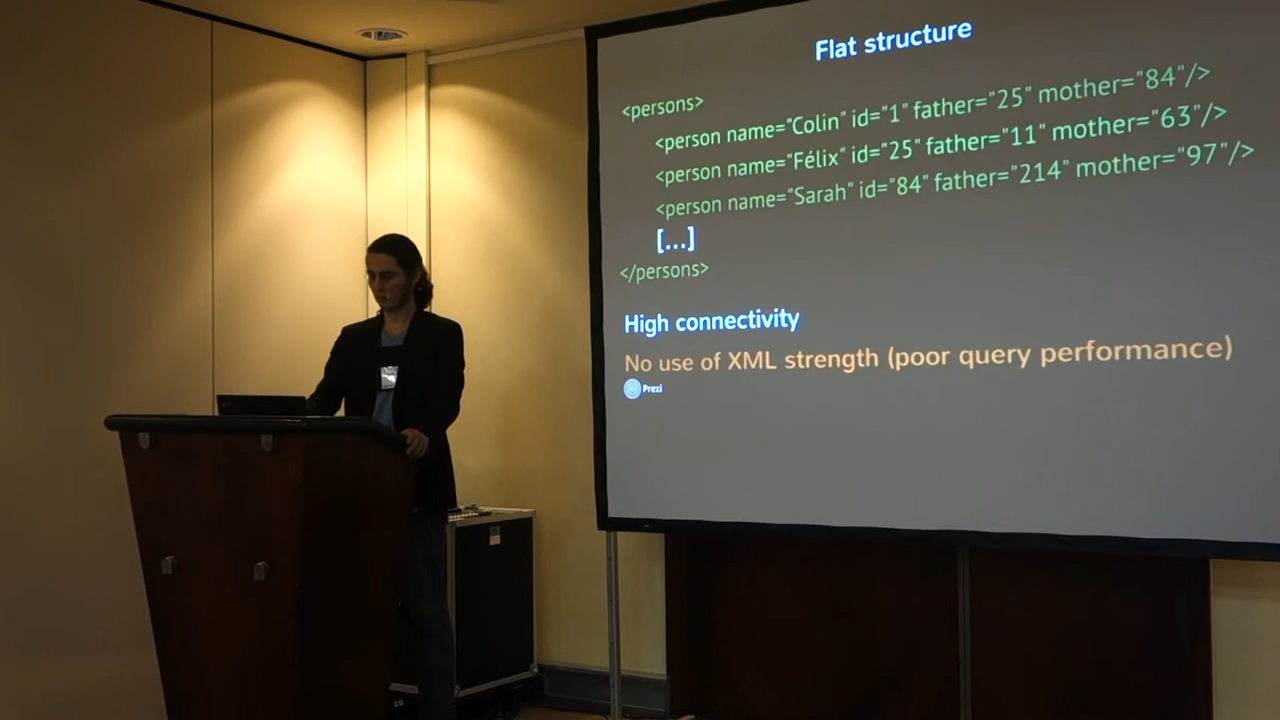 Flat structure
<persons>
<person name="Colin" id="1" father="25" mother="84"/>
<person name="Félix" id="25" father="11" mother="63"/>
<person name="Sarah" id="84" father="214" mother="97"/>
[...]
</persons>
High connectivity
No use of XML strength (poor query performance)
Prezi